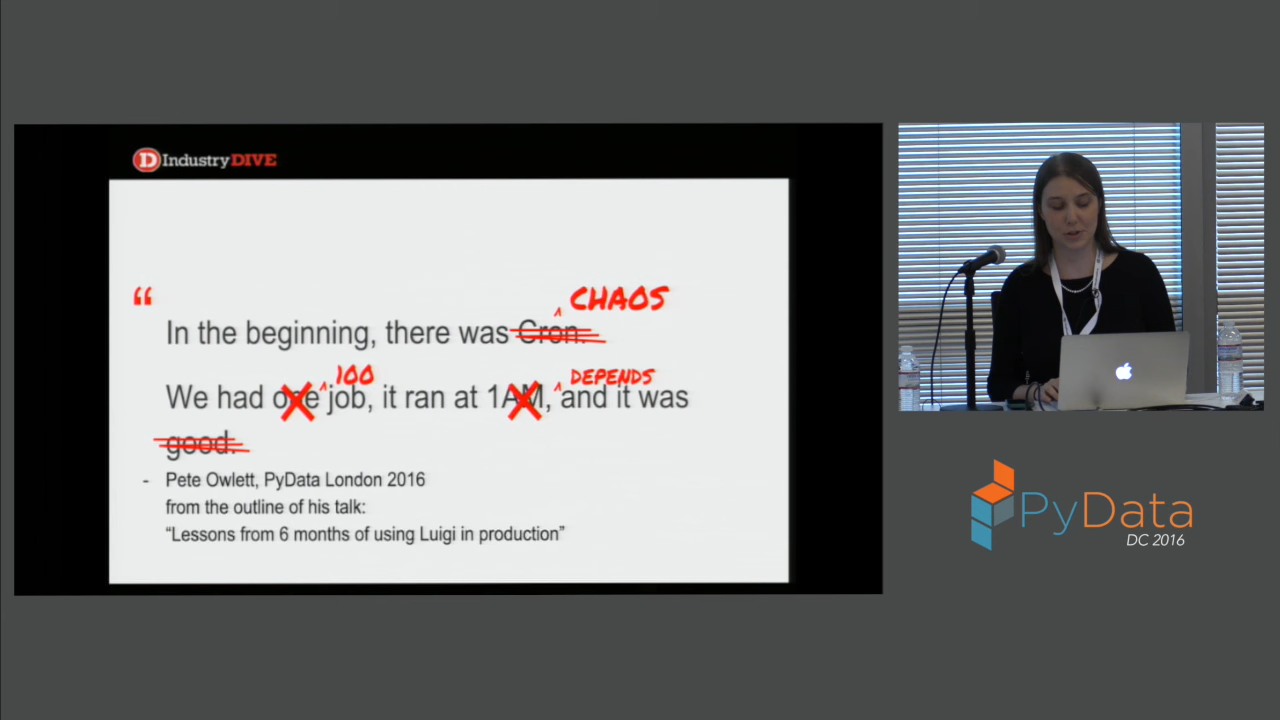 D IndustryDIVE
“
CHAOS
In the beginning, there was Cron.
100 DEPENDS
We had one job, it ran at 1AM, and it was
good.
- Pete Owlett, PyData London 2016
from the outline of his talk:
“Lessons from 6 months of using Luigi in production”
PyData
DC 2016